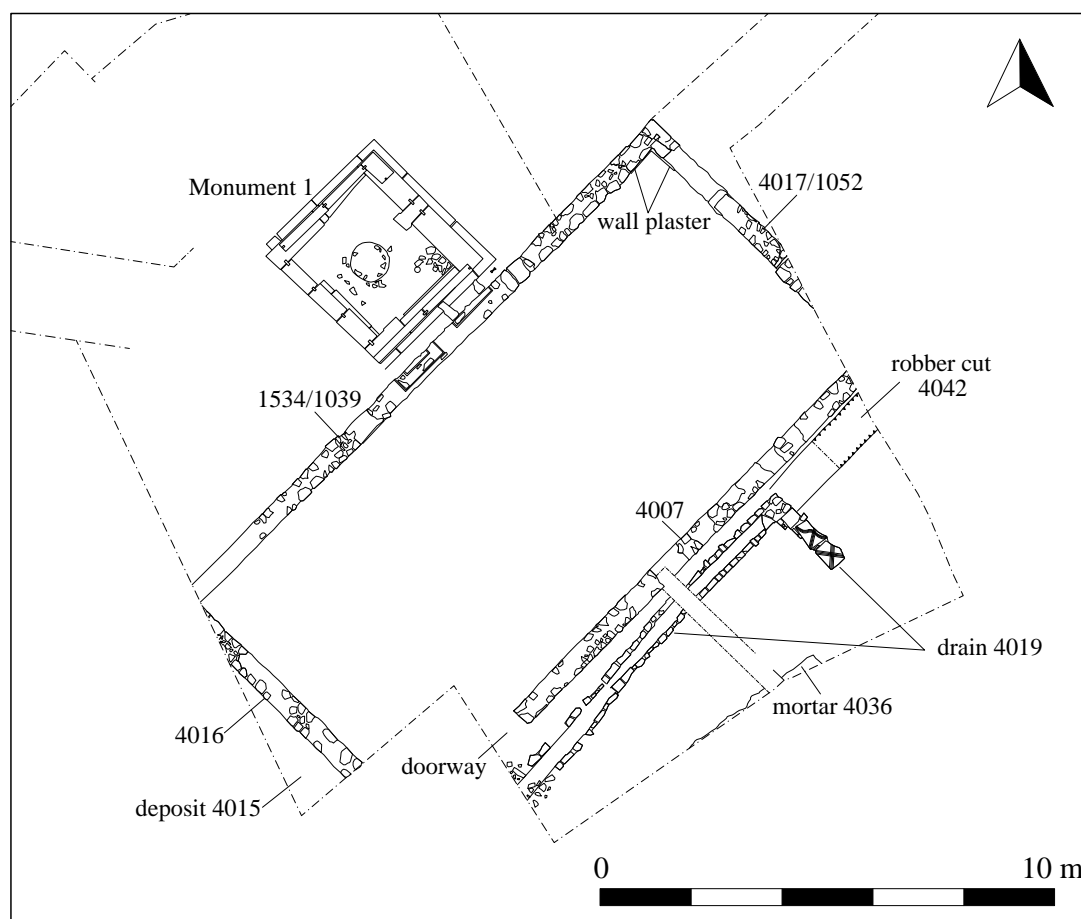 Monument 1
4017/1052
wall plaster
robber cut
4042
1534/1039
4007
drain 4019
4016
mortar 4036
doorway
deposit 4015
0
10 m